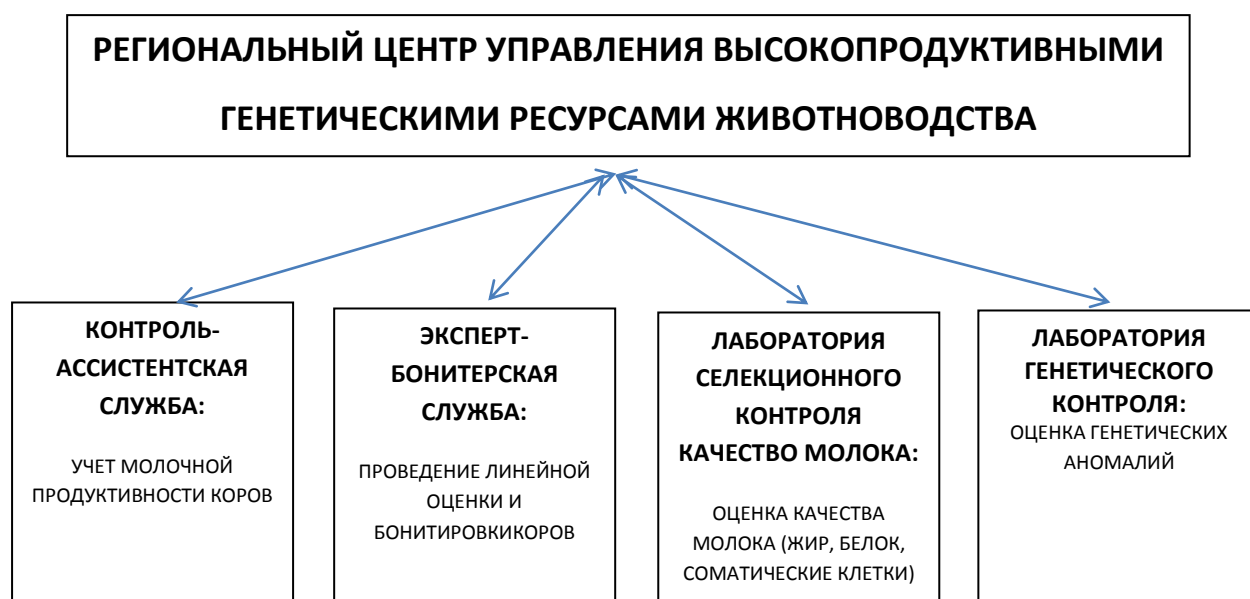 РЕГИОНАЛЬНЫЙ ЦЕНТР УПРАВЛЕНИЯ ВЫСОКОПРОДУКТИВНЫМИ
ГЕНЕТИЧЕСКИМИ РЕСУРСАМИ ЖИВОТНОВОДСТВА
КОНТРОЛЬ-
АССИСТЕНТСКАЯ
СЛУЖБА:
УЧЕТ МОЛОЧНОЙ
ПРОДУКТИВНОСТИ КОРОВ
ЭКСПЕРТ-
БОНИТЕРСКАЯ
СЛУЖБА:
ПРОВЕДЕНИЕ ЛИНЕЙНОЙ
ОЦЕНКИ И
БОНИТИРОВКИКОРОВ
ЛАБОРАТОРИЯ
СЕЛЕКЦИОННОГО
КОНТРОЛЯ
КАЧЕСТВО МОЛОКА:
ОЦЕНКА КАЧЕСТВА
МОЛОКА (ЖИР, БЕЛОК,
СОМАТИЧЕСКИЕ КЛЕТКИ)
ЛАБОРАТОРИЯ
ГЕНЕТИЧЕСКОГО
КОНТРОЛЯ:
ОЦЕНКА ГЕНЕТИЧЕСКИХ
АНОМАЛИЙ